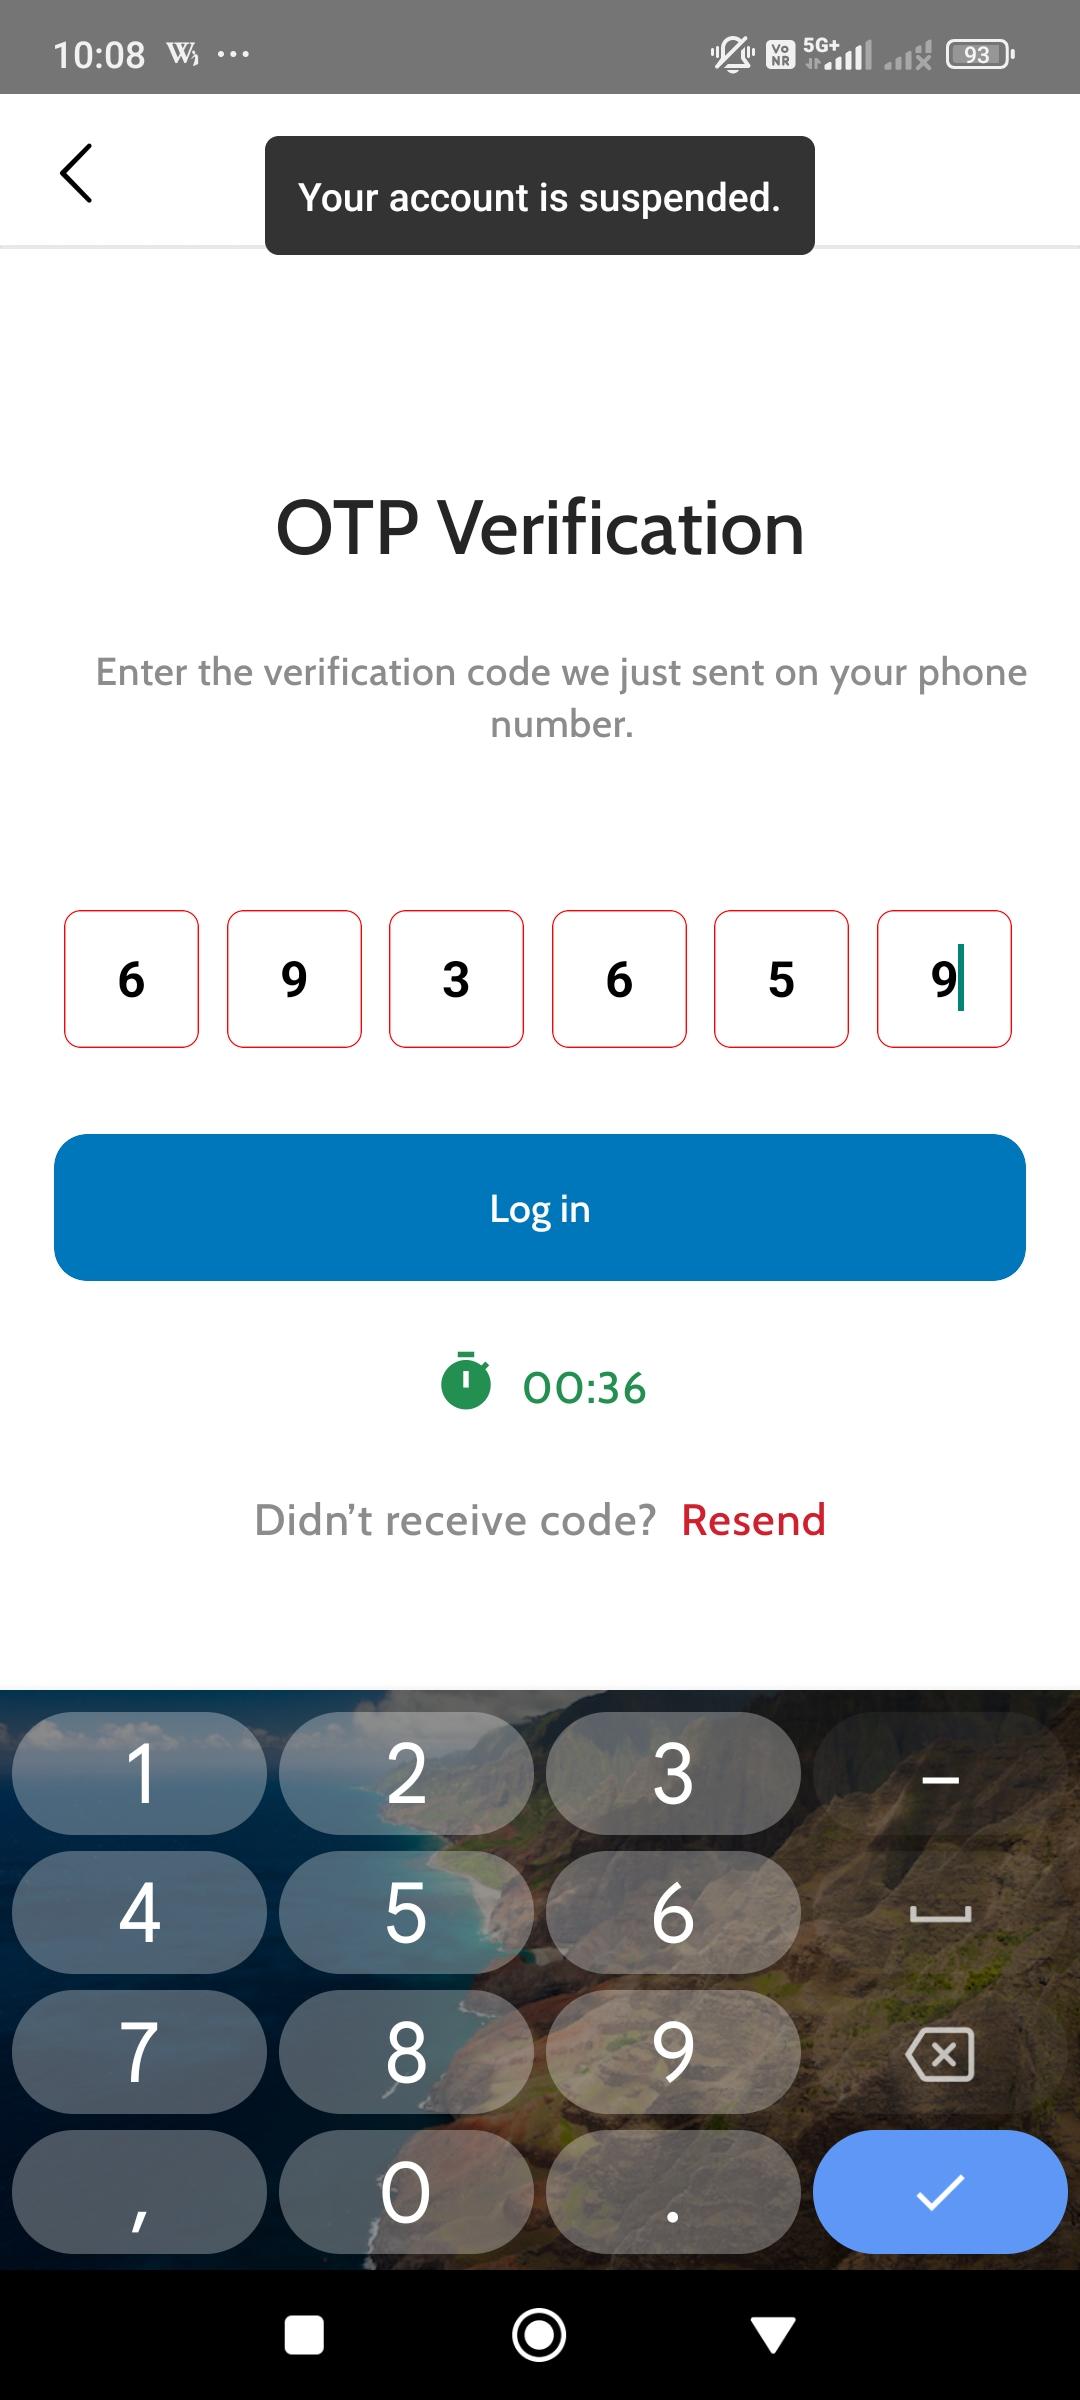 10:08 W ...
Vo NR 5G+ 93
Your account is suspended.
OTP Verification
Enter the verification code we just sent on your phone
number.
6 9 3 6 5 9
Log in
00:36
Didn't receive code? Resend
1 2 3 –
4 5 6
7 8 9
, 0 .